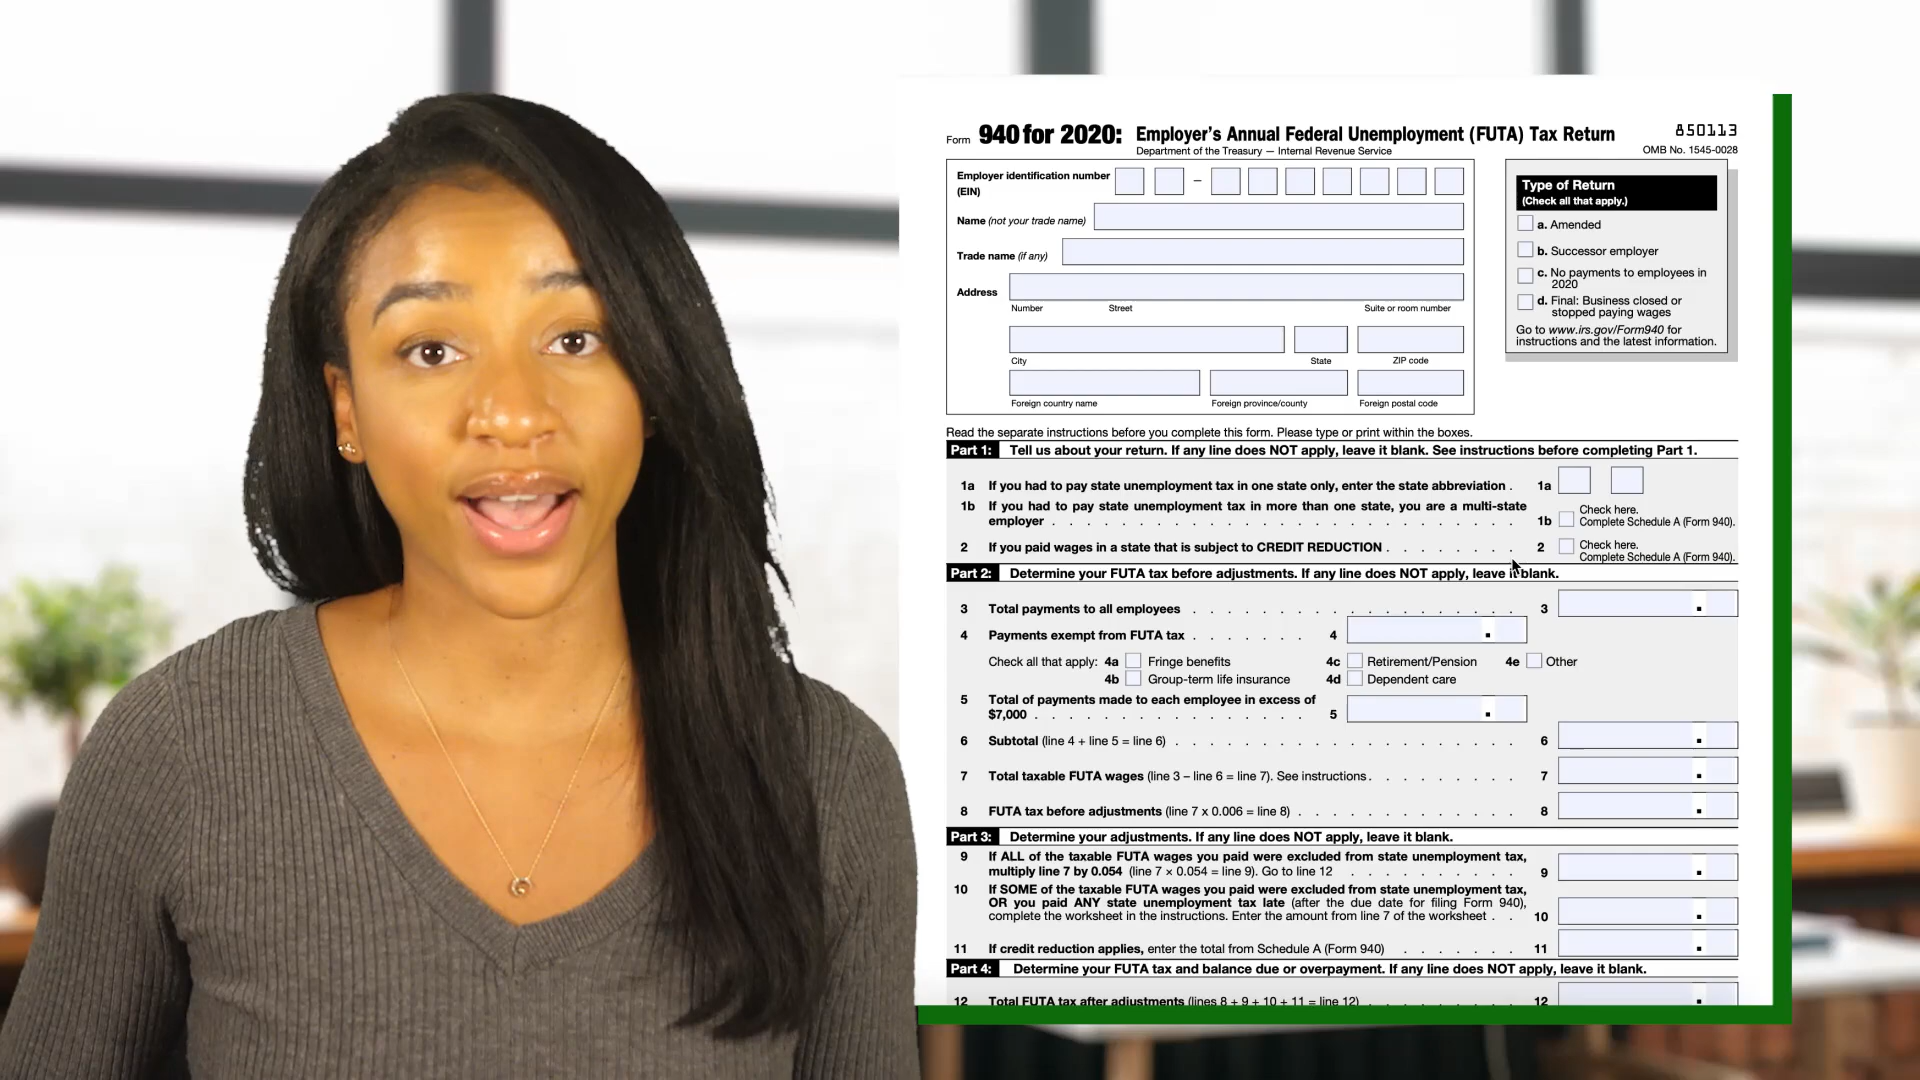 Form 940 for 2020: Employer's Annual Federal Unemployment (FUTA) Tax Return
Department of the Treasury — Internal Revenue Service
850113
OMB No. 1545-0028
Employer identification number
(EIN)
–
Name (not your trade name)
Trade name (if any)
Address
Number Street Suite or room number
City State ZIP code
Foreign country name Foreign province/county Foreign postal code
Type of Return
(Check all that apply.)
a. Amended
b. Successor employer
c. No payments to employees in
2020
d. Final: Business closed or
stopped paying wages
Go to www.irs.gov/Form940 for
instructions and the latest information.
Read the separate instructions before you complete this form. Please type or print within the boxes.
Part 1: Tell us about your return. If any line does NOT apply, leave it blank. See instructions before completing Part 1.
1a If you had to pay state unemployment tax in one state only, enter the state abbreviation . 1a
1b If you had to pay state unemployment tax in more than one state, you are a multi-state
employer . . . . . . . . . . . . . . . . . . . . . . 1b Check here.
Complete Schedule A (Form 940).
2 If you paid wages in a state that is subject to CREDIT REDUCTION . . . . . . . 2 Check here.
Complete Schedule A (Form 940).
Part 2: Determine your FUTA tax before adjustments. If any line does NOT apply, leave it blank.
3 Total payments to all employees . . . . . . . . . . . . . . . . 3 .
4 Payments exempt from FUTA tax . . . . . . . 4 .
Check all that apply: 4a Fringe benefits 4c Retirement/Pension 4e Other
4b Group-term life insurance 4d Dependent care
5 Total of payments made to each employee in excess of
$7,000 . . . . . . . . . . . . . . 5 .
6 Subtotal (line 4 + line 5 = line 6) . . . . . . . . . . . . . . . . 6 .
7 Total taxable FUTA wages (line 3 – line 6 = line 7). See instructions . . . . . . . . 7 .
8 FUTA tax before adjustments (line 7 x 0.006 = line 8) . . . . . . . . . . . 8 .
Part 3: Determine your adjustments. If any line does NOT apply, leave it blank.
9 If ALL of the taxable FUTA wages you paid were excluded from state unemployment tax,
multiply line 7 by 0.054 (line 7 × 0.054 = line 9). Go to line 12 . . . . . . . . . 9 .
10 If SOME of the taxable FUTA wages you paid were excluded from state unemployment tax,
OR you paid ANY state unemployment tax late (after the due date for filing Form 940),
complete the worksheet in the instructions. Enter the amount from line 7 of the worksheet . . 10 .
11 If credit reduction applies, enter the total from Schedule A (Form 940) . . . . . . 11 .
Part 4: Determine your FUTA tax and balance due or overpayment. If any line does NOT apply, leave it blank.
12 Total FUTA tax after adjustments (lines 8 + 9 + 10 + 11 = line 12) . . . . . . . . 12 .